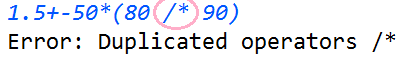 1.5+-50*(80 /* 90)
Error: Duplicated operators /*